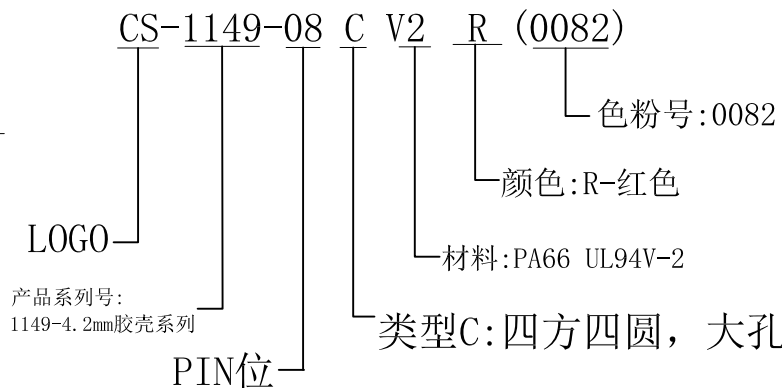 CS-1149-08 C V2 R (0082)
色粉号:0082
颜色:R-红色
LOGO
材料:PA66 UL94V-2
产品系列号:
1149-4.2mm胶壳系列
类型C:四方四圆，大孔
PIN位